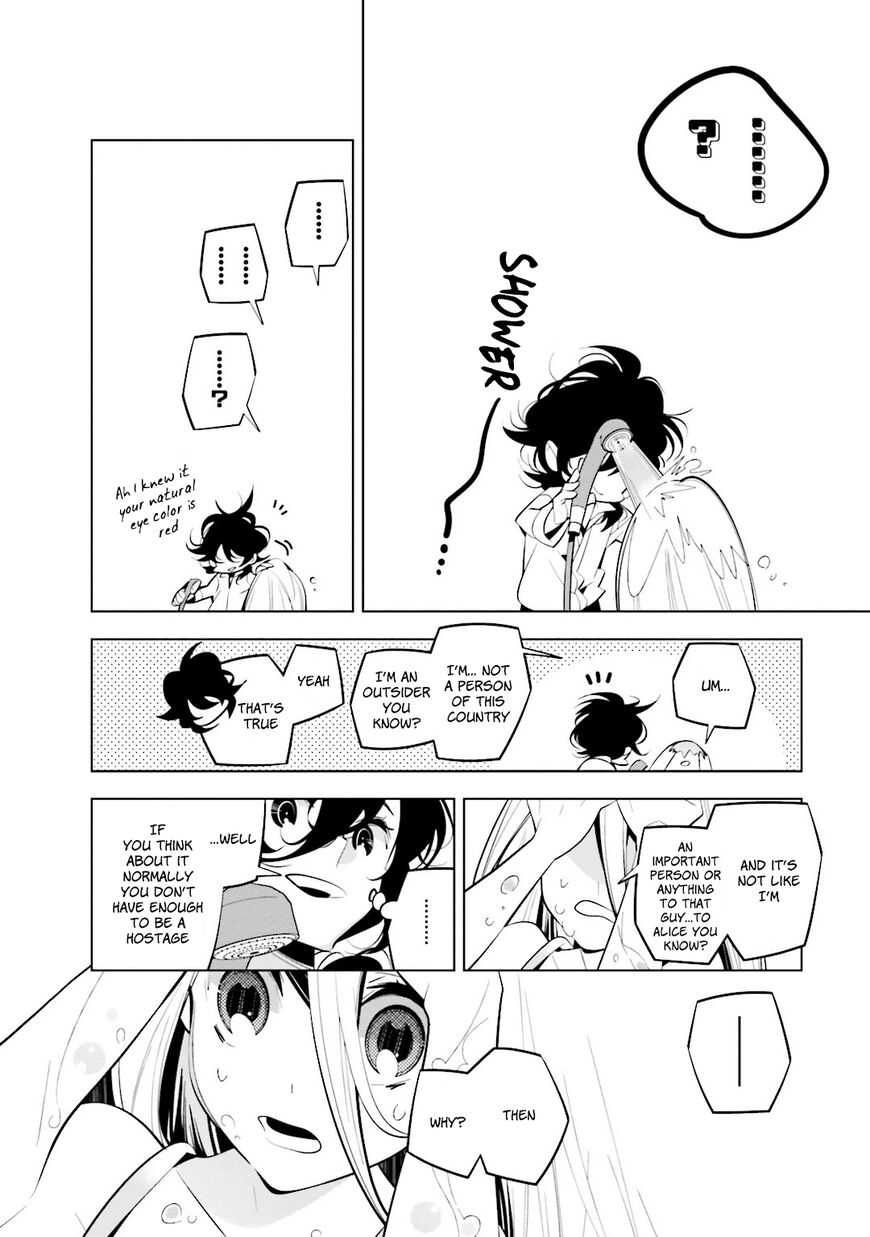 ......
?
SHOWER
......
......
......
......
?
Ah I knew it
your natural
eye color is
red
UM...
I'M... NOT
A PERSON
OF THIS
COUNTRY
I'M AN
OUTSIDER
YOU
KNOW?
YEAH
THAT'S
TRUE
AND IT'S
NOT LIKE
I'M
AN
IMPORTANT
PERSON OR
ANYTHING
TO THAT
GUY...TO
ALICE YOU
KNOW?
......
...WELL
IF
YOU THINK
ABOUT IT
NORMALLY
YOU DON'T
HAVE ENOUGH
TO BE A
HOSTAGE
—
THEN
WHY?